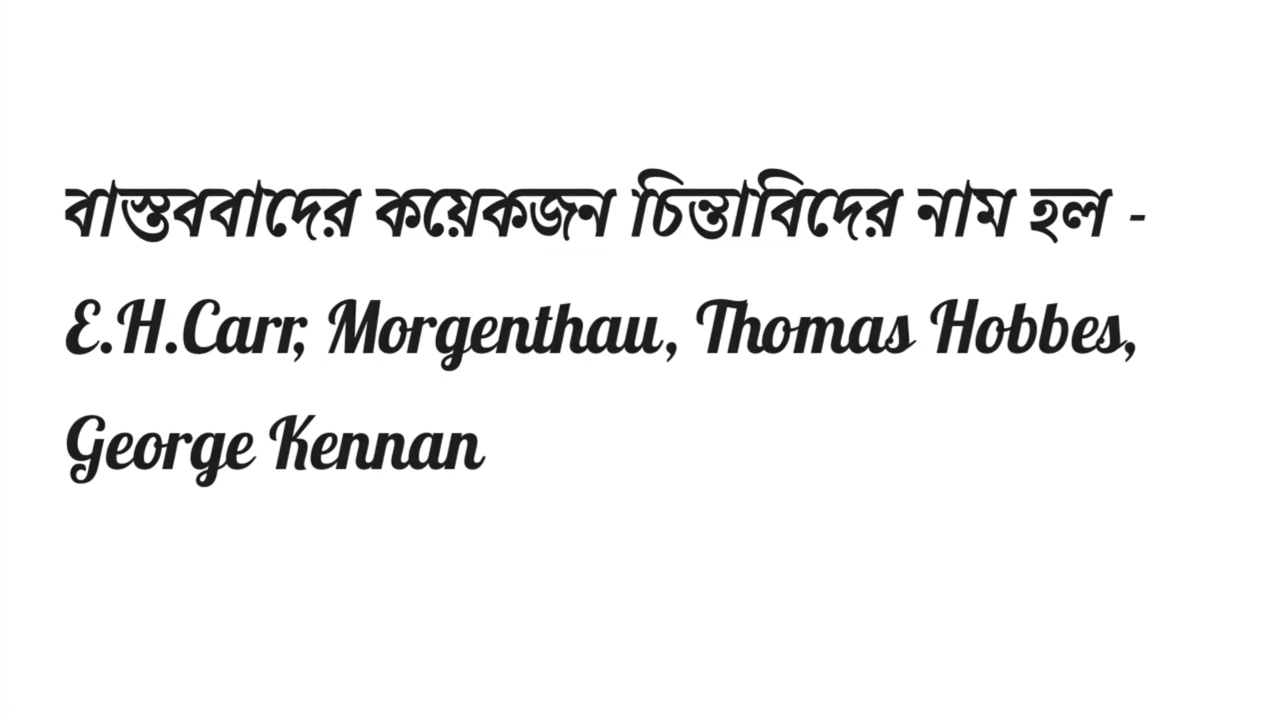 বাস্তববাদের কয়েকজন চিন্তাবিদের নাম হল -
E.H.Carr, Morgenthau, Thomas Hobbes,
George Kennan